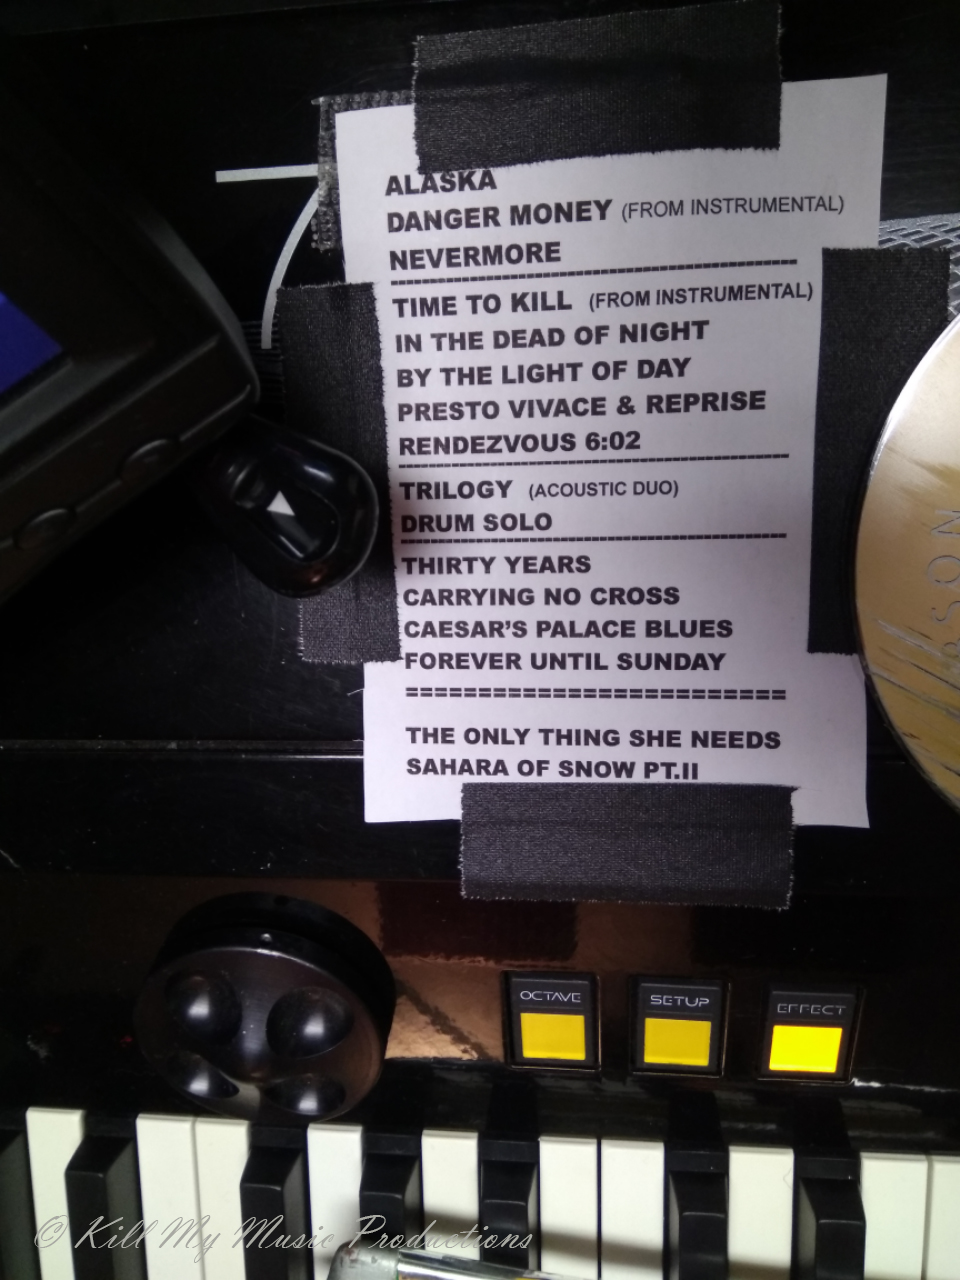 ALASKA
DANGER MONEY (FROM INSTRUMENTAL)
NEVERMORE
TIME TO KILL (FROM INSTRUMENTAL)
IN THE DEAD OF NIGHT
BY THE LIGHT OF DAY
PRESTO VIVACE & REPRISE
RENDEZVOUS 6:02
TRILOGY (ACOUSTIC DUO)
DRUM SOLO
THIRTY YEARS
CARRYING NO CROSS
CAESAR'S PALACE BLUES
FOREVER UNTIL SUNDAY
THE ONLY THING SHE NEEDS
SAHARA OF SNOW PT.II
OCTAVE
SETUP
EFFECT
© Kill My Music Productions